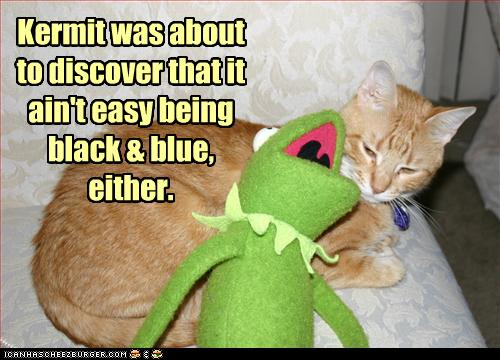 Kermit was about
to discover that it
ain't easy being
black & blue,
either.
ICANHASCHEEZBURGER.COM